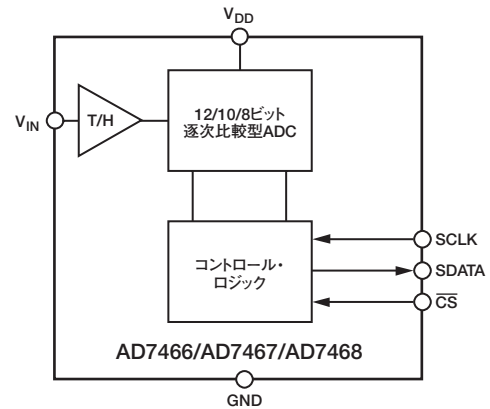 VDD
VIN
T/H
12/10/8ビット
逐次比較型ADC
コントロール・
ロジック
SCLK
SDATA
CS
AD7466/AD7467/AD7468
GND